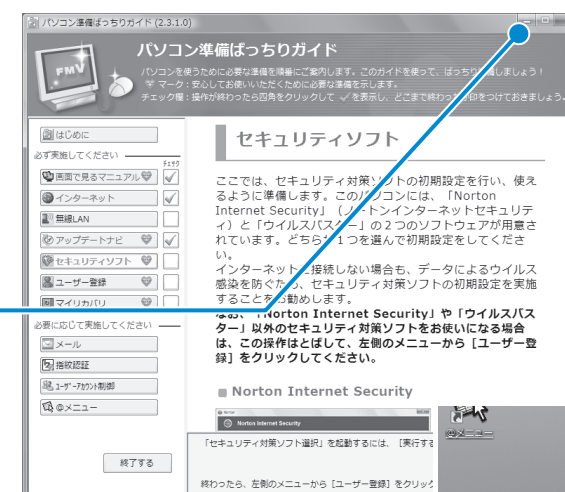 パソコン準備ばっちりガイド (2.3.1.0)
FMV
パソコン準備ばっちりガイド
パソコンを使うために必要な準備を順番にご案内します。このガイドを使って、ばっちり備しましょう!
マーク:安心してお使いいただくために必要な準備を示します。
チェック欄:操作が終わったら四角をクリックして ✓を表示し、どこまで終わった印をつけておきましょう。
はじめに
必ず実施してください
チェック
画面で見るマニュアル
インターネット
無線LAN
アップデートナビ
セキュリティソフト
ユーザー登録
マイリカバリ
必要に応じて実施してください
メール
指紋認証
ユーザーアカウント制御
@メニュー
終了する
セキュリティソフト
ここでは、セキュリティ対策ソフトの初期設定を行い、使え
るように準備します。このパソコンには、「Norton
Internet Security」(ノートンインターネットセキュリテ
ィ)と「ウイルスバスター」の2つのソフトウェアが用意さ
れています。どちらか1つを選んで初期設定をしてくださ
い。
インターネットに接続しない場合も、データによるウイルス
感染を防ぐため、セキュリティ対策ソフトの初期設定を実施
することをお勧めします。
なお、「Norton Internet Security」や「ウイルスバス
ター」以外のセキュリティ対策ソフトをお使いになる場合
は、この操作はとばして、左側のメニューから[ユーザー登
録]をクリックしてください。
■ Norton Internet Security
Norton
Norton Internet Security
「セキュリティ対策ソフト選択」を起動するには、[実行する
終わったら、左側のメニューから[ユーザー登録]をクリック
@メニュー